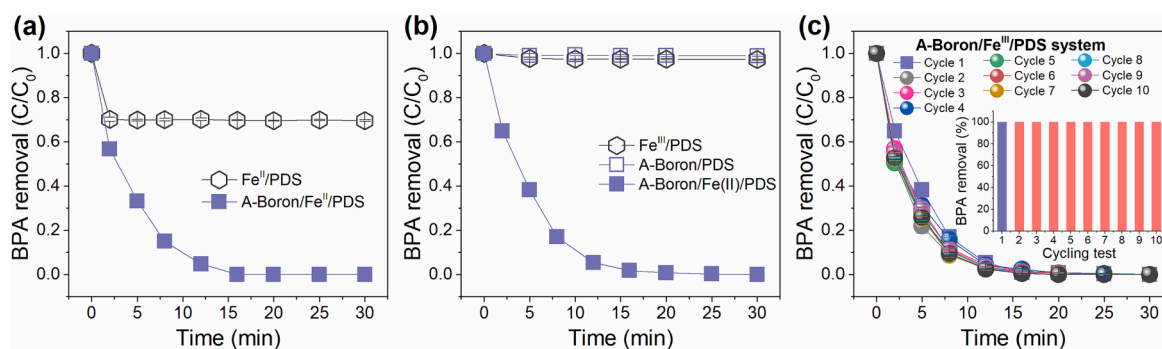 (a)
BPA removal (C/C0)
1.0
0.8
0.6
0.4
0.2
0.0
Fe^II/PDS
A-Boron/Fe^II/PDS
0 5 10 15 20 25 30
Time (min)
(b)
BPA removal (C/C0)
1.0
0.8
0.6
0.4
0.2
0.0
Fe^III/PDS
A-Boron/PDS
A-Boron/Fe(II)/PDS
0 5 10 15 20 25 30
Time (min)
(c)
A-Boron/Fe^III/PDS system
Cycle 1 Cycle 5 Cycle 8
Cycle 2 Cycle 6 Cycle 9
Cycle 3 Cycle 7 Cycle 10
Cycle 4
BPA removal (C/C0)
1.0
0.8
0.6
0.4
0.2
0.0
BPA removal (%)
100
80
60
40
20
0
1 2 3 4 5 6 7 8 9 10
Cycling test
0 5 10 15 20 25 30
Time (min)